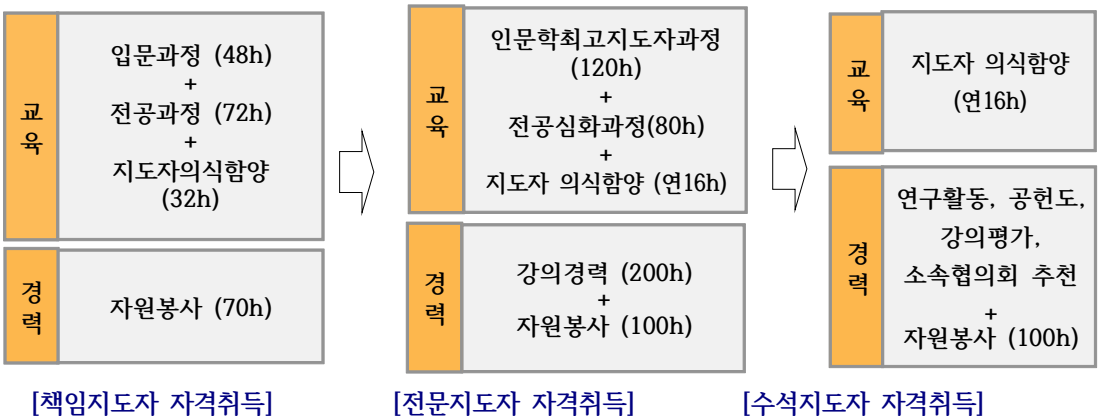 교
육
입문과정 (48h)
+
전공과정 (72h)
+
지도자의식함양
(32h)
경
력
자원봉사 (70h)
[책임지도자 자격취득]
교
육
인문학최고지도자과정
(120h)
+
전공심화과정(80h)
+
지도자 의식함양 (연16h)
경
력
강의경력 (200h)
+
자원봉사 (100h)
[전문지도자 자격취득]
교
육
지도자 의식함양
(연16h)
경
력
연구활동, 공헌도,
강의평가,
소속협의회 추천
+
자원봉사 (100h)
[수석지도자 자격취득]